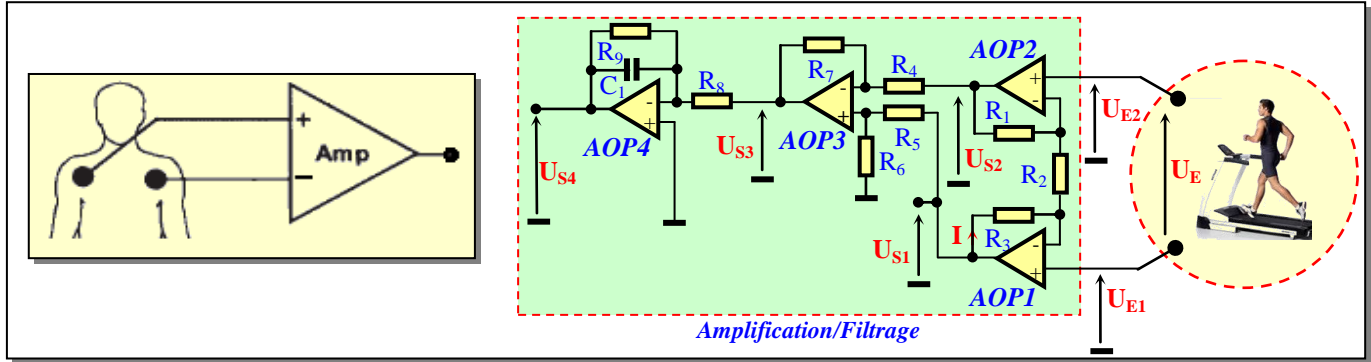 +
Amp
−
R9
C1
-
+
AOP4
US4
R8
R7
-
+
AOP3
US3
R4
R5
R6
AOP2
+
-
R1
US2
R2
US1
I
R3
-
+
AOP1
UE2
UE
UE1
Amplification/Filtrage